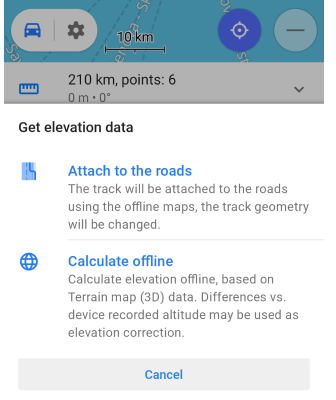 10 km
210 km, points: 6
0 m • 0°
Get elevation data
Attach to the roads
The track will be attached to the roads
using the offline maps, the track geometry
will be changed.
Calculate offline
Calculate elevation offline, based on
Terrain map (3D) data. Differences vs.
device recorded altitude may be used as
elevation correction.
Cancel